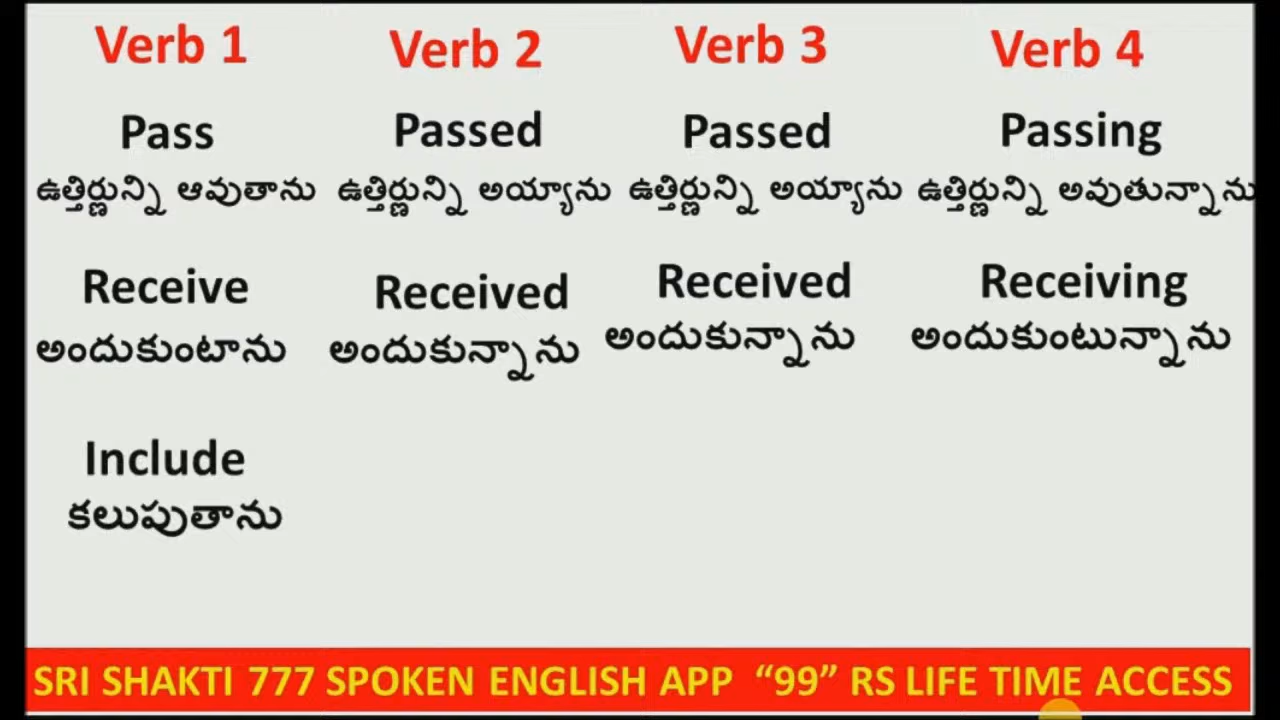 Verb 1 Verb 2 Verb 3 Verb 4
Pass Passed Passed Passing
ఉత్తిర్ణున్ని ఆవుతాను ఉత్తిర్ణున్ని అయ్యాను ఉత్తిర్ణున్ని అయ్యాను ఉత్తిర్ణున్ని అవుతున్నాను
Receive Received Received Receiving
అందుకుంటాను అందుకున్నాను అందుకున్నాను అందుకుంటున్నాను
Include
కలుపుతాను
SRI SHAKTI 777 SPOKEN ENGLISH APP “99” RS LIFE TIME ACCESS